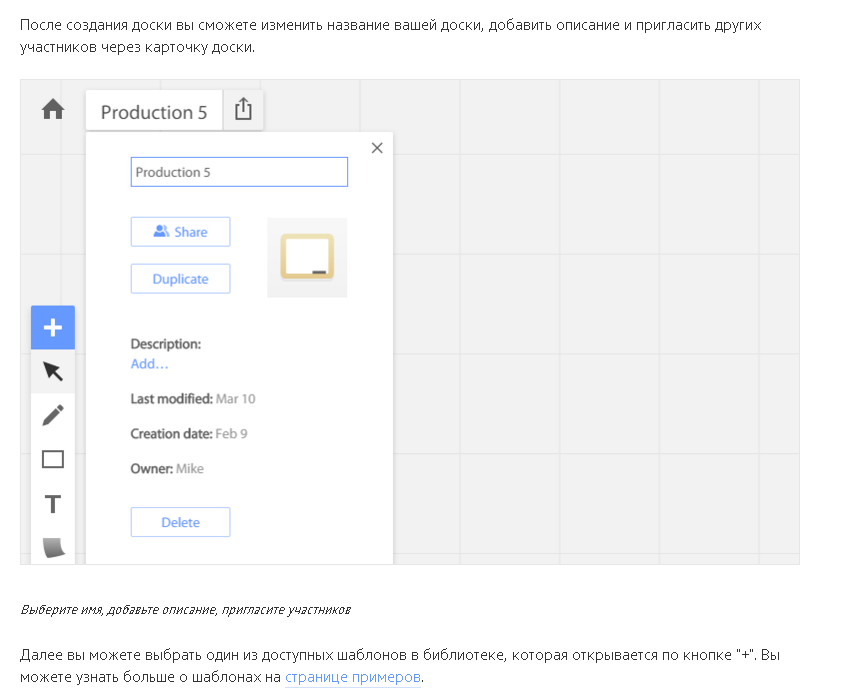 После создания доски вы сможете изменить название вашей доски, добавить описание и пригласить других
участников через карточку доски.
Production 5
Production 5
Share
Duplicate
Description:
Add...
Last modified: Mar 10
Creation date: Feb 9
Owner: Mike
T
Delete
Выберите имя, добавьте описание, пригласите участников
Далее вы можете выбрать один из доступных шаблонов в библиотеке, которая открывается по кнопке "+". Вы
можете узнать больше о шаблонах на странице примеров.